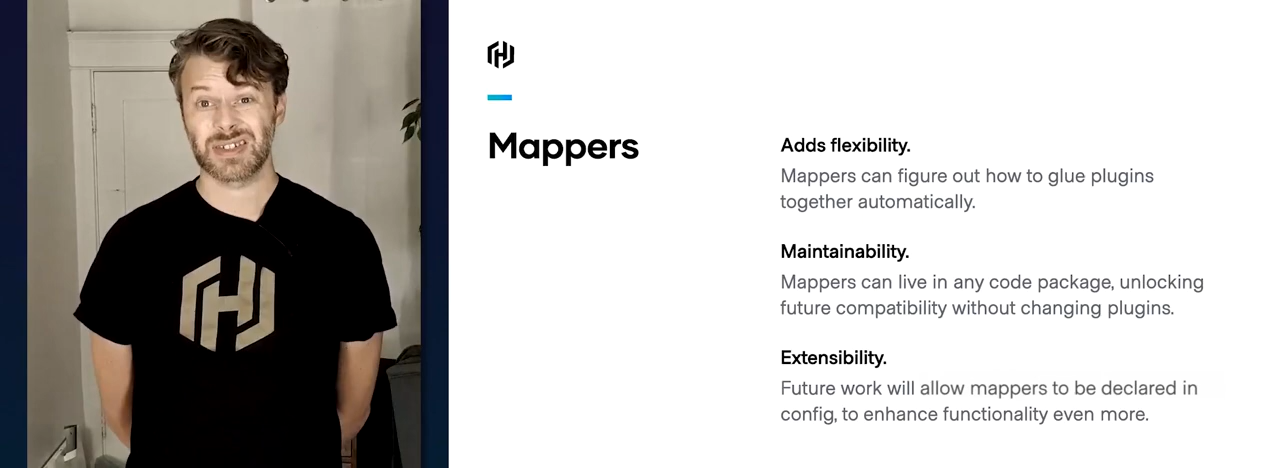 Mappers
Adds flexibility.
Mappers can figure out how to glue plugins
together automatically.
Maintainability.
Mappers can live in any code package, unlocking
future compatibility without changing plugins.
Extensibility.
Future work will allow mappers to be declared in
config, to enhance functionality even more.